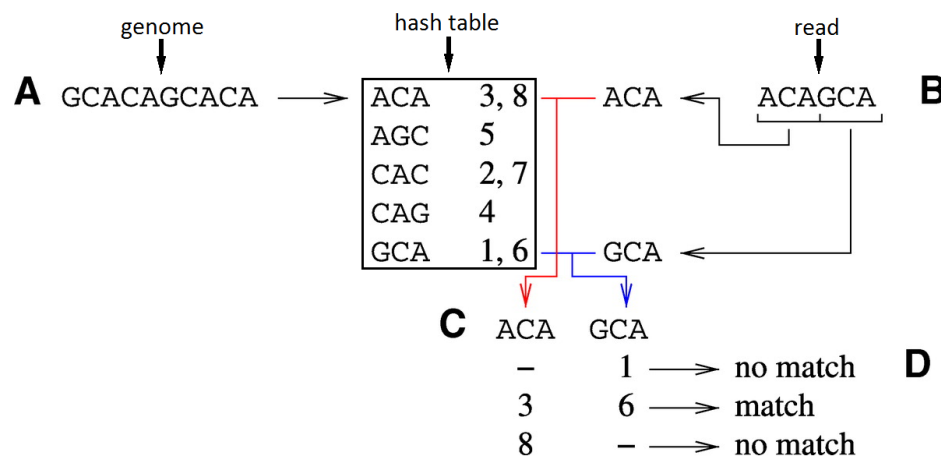 genome
hash table
read
A GCACAGCACA ACA 3, 8 ACA ACAGCA B
AGC 5
CAC 2, 7
CAG 4
GCA 1, 6 GCA
C ACA GCA
– 1 no match D
3 6 match
8 – no match